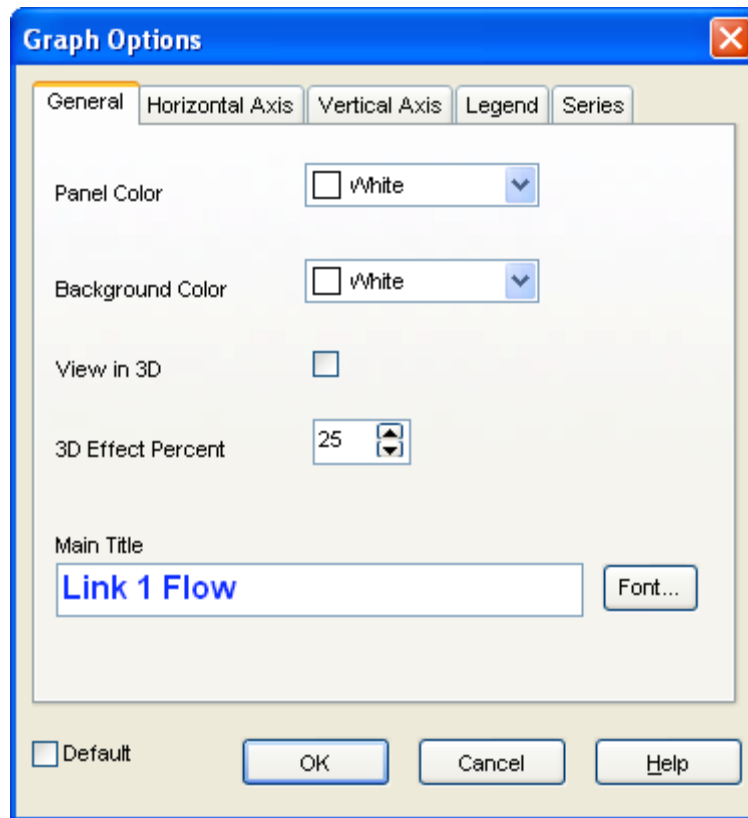 Graph Options
General Horizontal Axis Vertical Axis Legend Series
Panel Color White
Background Color White
View in 3D
3D Effect Percent 25
Main Title
Link 1 Flow Font...
Default OK Cancel Help